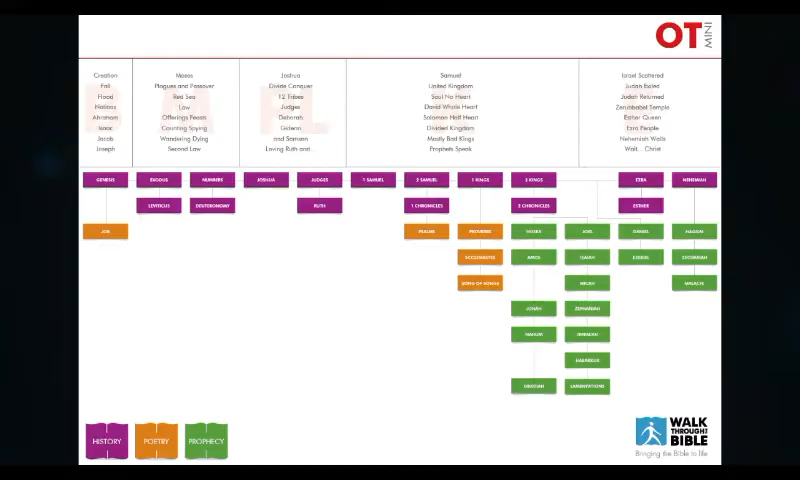 OT
MINI
Creation
Fall
Flood
Nations
Abraham
Isaac
Jacob
Joseph
Moses
Plagues and Passover
Red Sea
Law
Offerings Feasts
Counting Spying
Wandering Dying
Second Law
Joshua
Divide Conquer
12 Tribes
Judges
Deborah
Gideon
and Samson
Loving Ruth and...
Samuel
United Kingdom
Saul No Heart
David Whole Heart
Solomon Half Heart
Divided Kingdom
Mostly Bad Kings
Prophets Speak
Israel Scattered
Judah Exiled
Judah Returned
Zerubbabel Temple
Esther Queen
Ezra People
Nehemiah Walls
Wait... Christ
GENESIS EXODUS NUMBERS JOSHUA JUDGES 1 SAMUEL 2 SAMUEL 1 KINGS 2 KINGS EZRA NEHEMIAH
LEVITICUS DEUTERONOMY RUTH 1 CHRONICLES 2 CHRONICLES ESTHER
JOB PSALMS PROVERBS HOSEA JOEL DANIEL HAGGAI
ECCLESIASTES AMOS ISAIAH EZEKIEL ZECHARIAH
SONG OF SONGS MICAH MALACHI
JONAH ZEPHANIAH
NAHUM JEREMIAH
HABAKKUK
OBADIAH LAMENTATIONS
HISTORY POETRY PROPHECY
WALK
THROUGH THE
BIBLE
Bringing the Bible to life